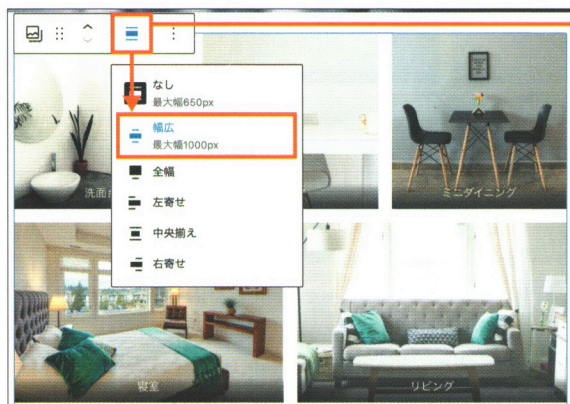 なし
最大幅650px
幅広
最大幅1000px
全幅
左寄せ
中央揃え
右寄せ
洗面台
ミニダイニング
寝室
リビング